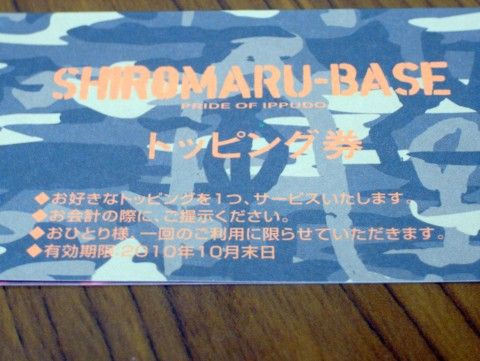 SHIROMARU-BASE
PRIDE OF IPPUDO
トッピング券
◆お好きなトッピングを1つ、サービスいたします。
◆お会計の際に、ご提示ください。
◆おひとり様、一回のご利用に限らせていただきます。
◆有効期限:2010年10月末日